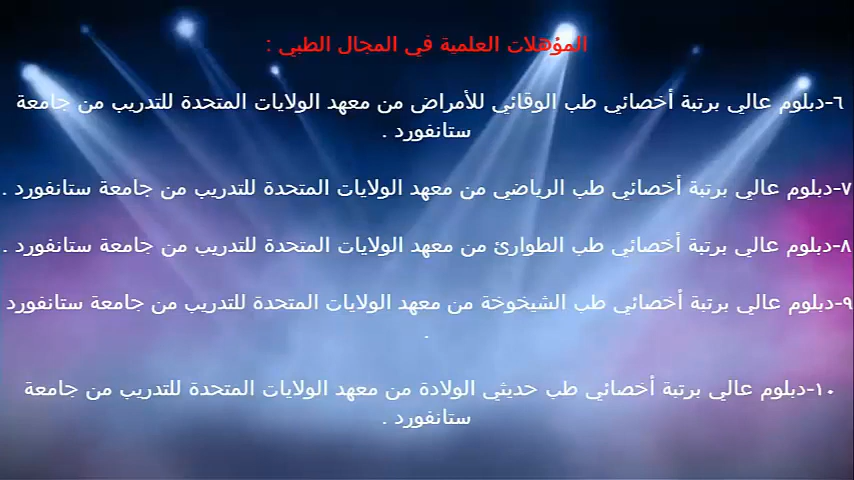 المؤهلات العلمية في المجال الطبي :
٦-دبلوم عالي برتبة أخصائي طب الوقائي للأمراض من معهد الولايات المتحدة للتدريب من جامعة
ستانفورد .
٧-دبلوم عالي برتبة أخصائي طب الرياضي من معهد الولايات المتحدة للتدريب من جامعة ستانفورد .
٨-دبلوم عالي برتبة أخصائي طب الطوارئ من معهد الولايات المتحدة للتدريب من جامعة ستانفورد .
٩-دبلوم عالي برتبة أخصائي طب الشيخوخة من معهد الولايات المتحدة للتدريب من جامعة ستانفورد
.
١٠-دبلوم عالي برتبة أخصائي طب حديثي الولادة من معهد الولايات المتحدة للتدريب من جامعة
ستانفورد .